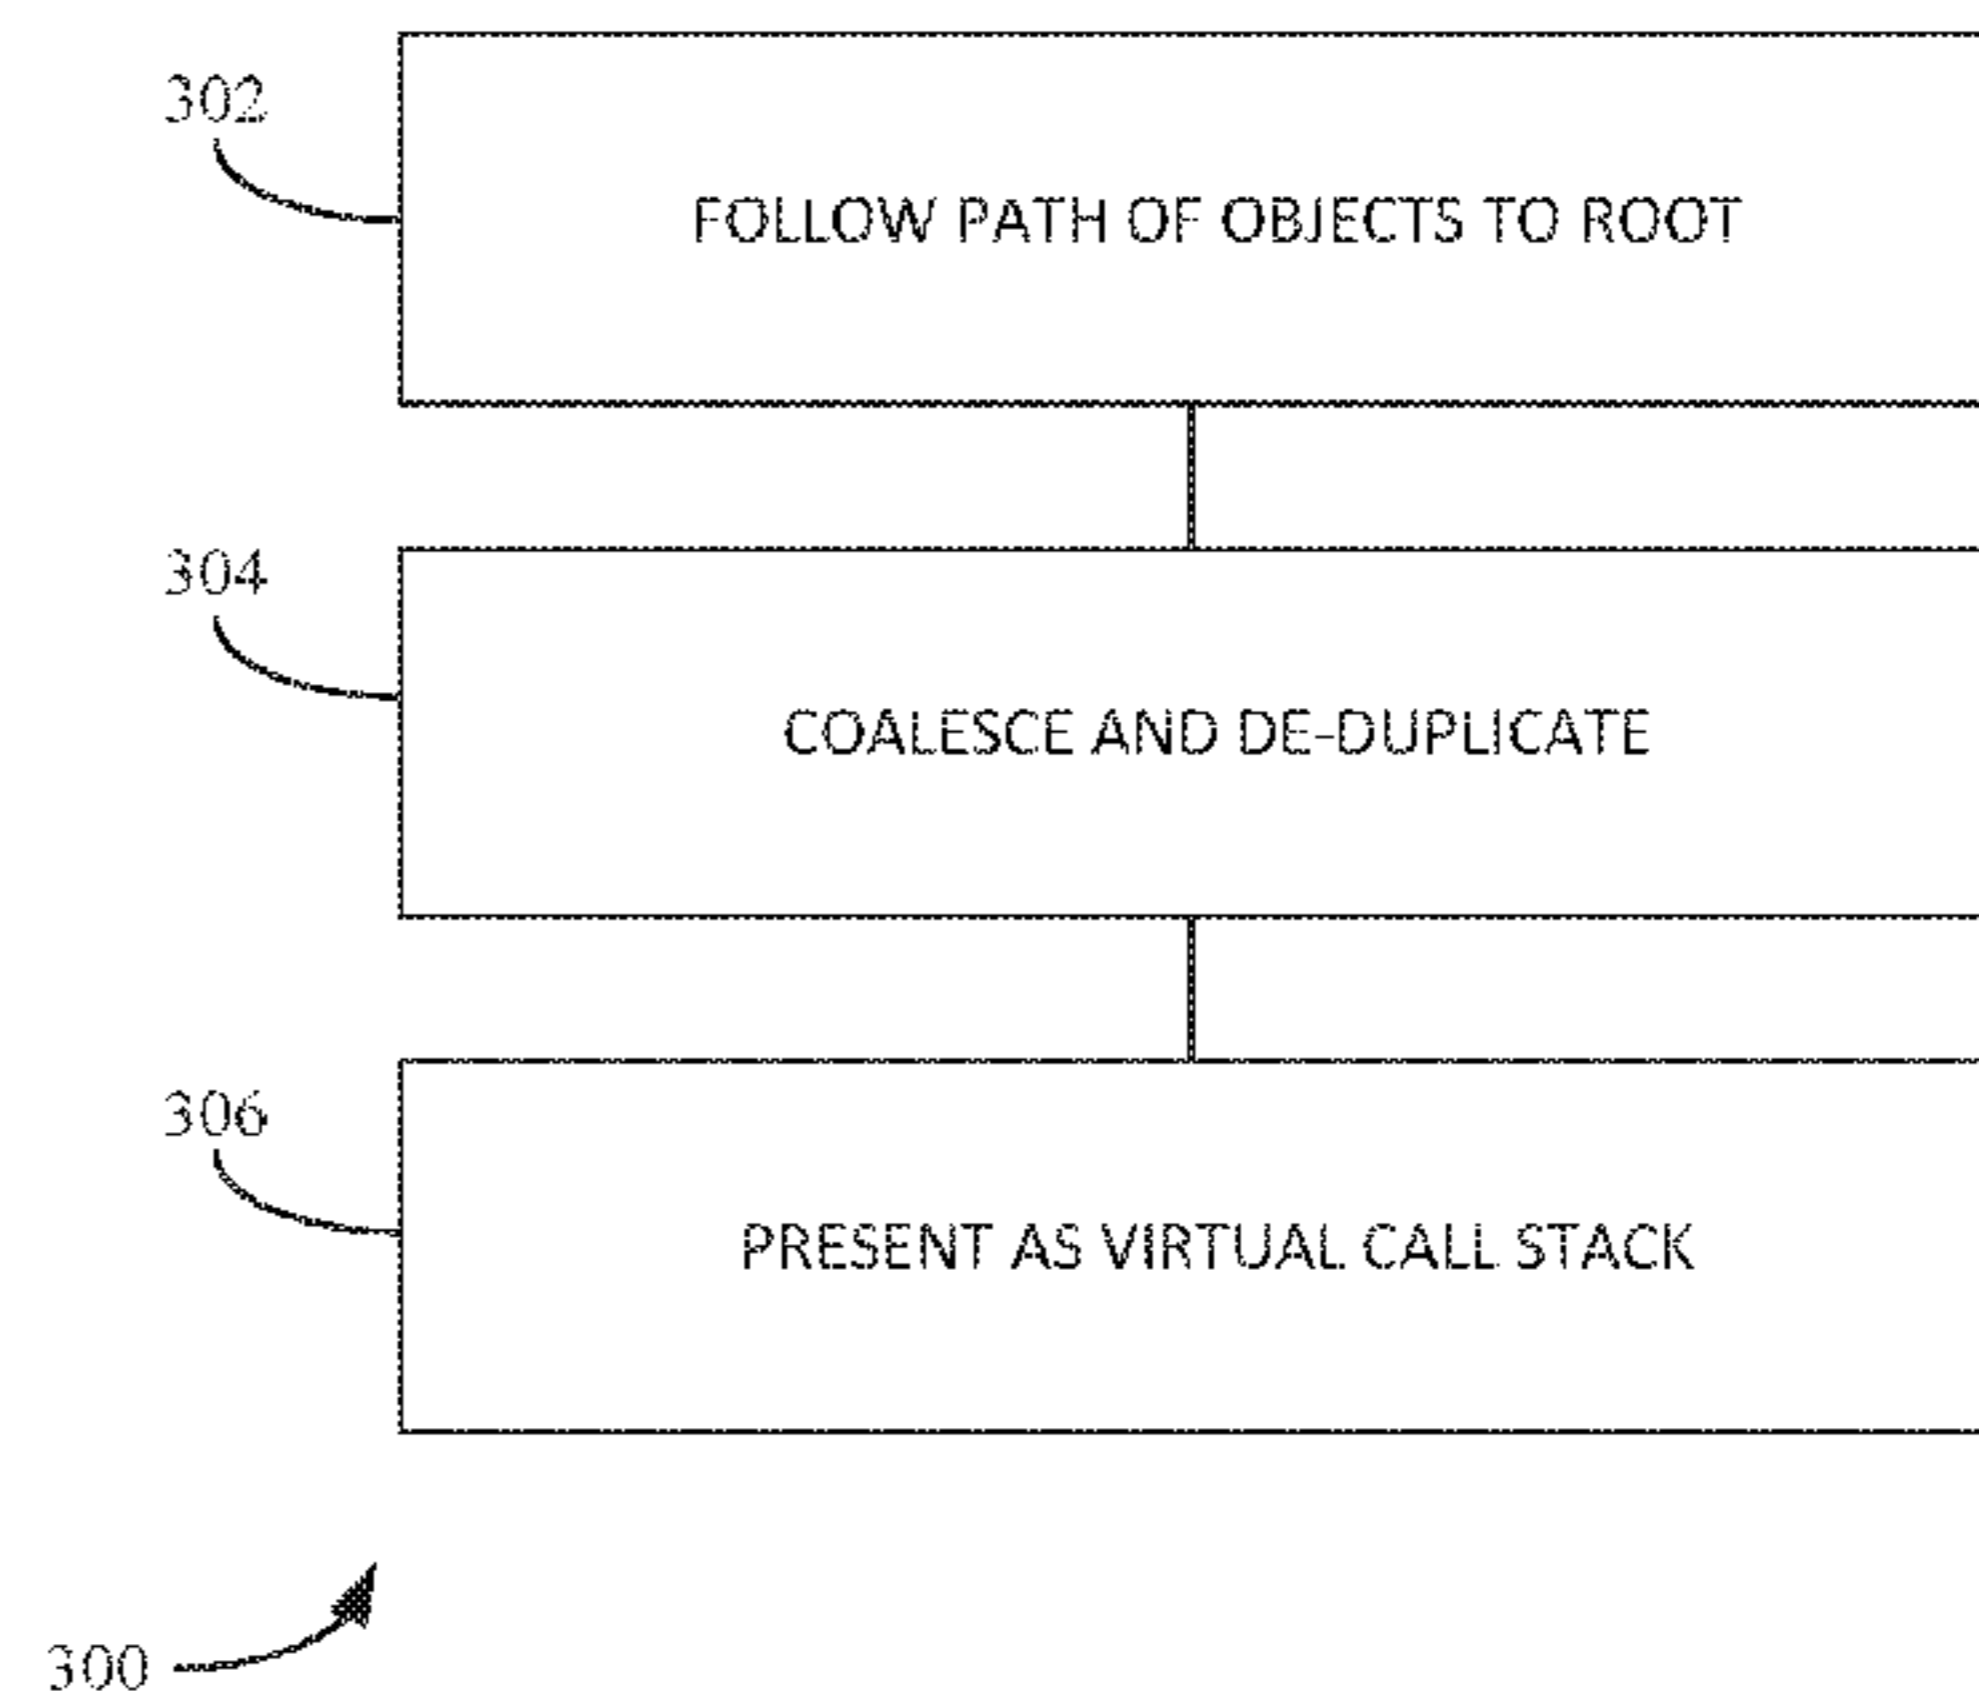 302
FOLLOW PATH OF OBJECTS TO ROOT
304
COALESCE AND DE-DUPLICATE
306
PRESENT AS VIRTUAL CALL STACK
300